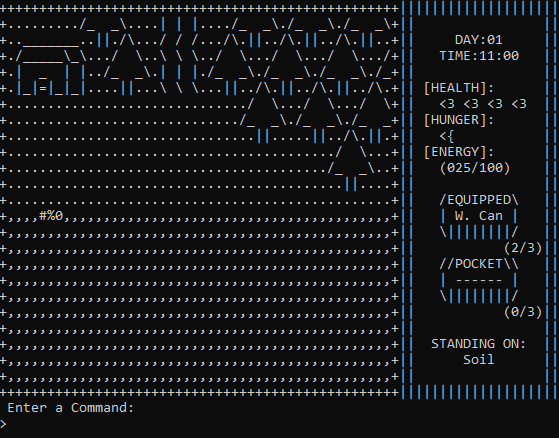 DAY:01
TIME:11:00
[HEALTH]:
<3 <3 <3 <3
[HUNGER]:
<{
[ENERGY]:
(025/100)
/EQUIPPED\
| W. Can |
\||||||||/
(2/3)
//POCKET\\
| ------ |
\||||||||/
(0/3)
STANDING ON:
Soil
#%0
Enter a Command:
>